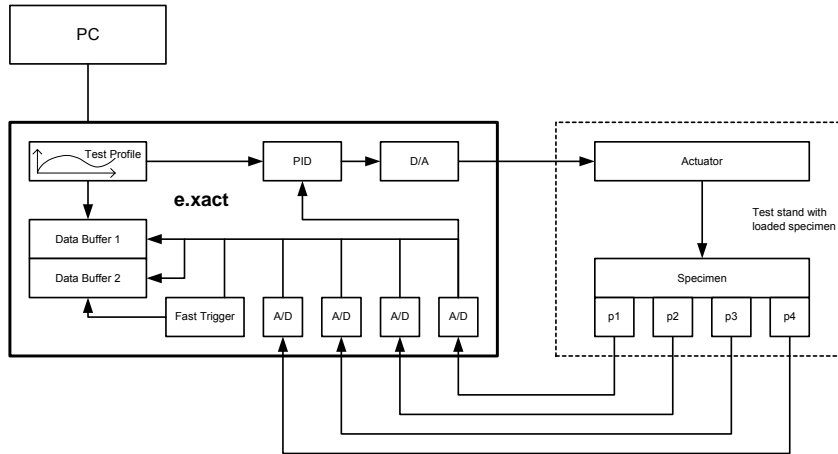 PC
Test Profile
PID
D/A
Actuator
e.xact
Test stand with
loaded specimen
Data Buffer 1
Data Buffer 2
Specimen
Fast Trigger
A/D
A/D
A/D
A/D
p1
p2
p3
p4